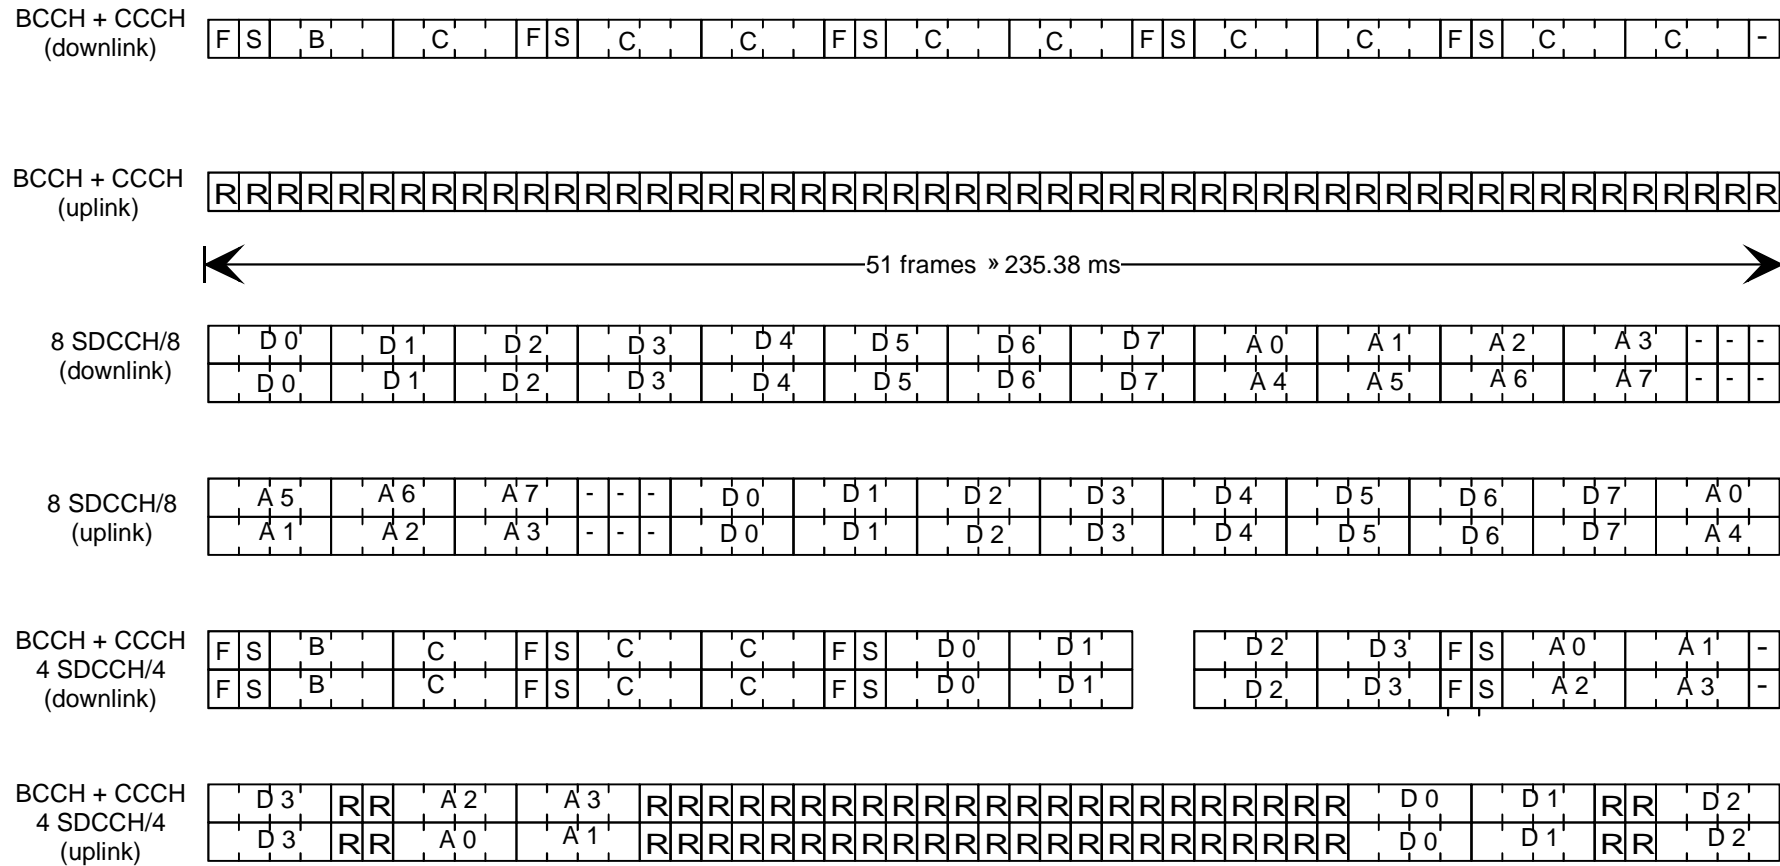 BCCH + CCCH
(downlink)
F S B C F S C C F S C C F S C C F S C C -
BCCH + CCCH
(uplink)
R R R R R R R R R R R R R R R R R R R R R R R R R R R R R R R R R R R R R R R R R R R R R R R R R R R
51 frames » 235.38 ms
8 SDCCH/8
(downlink)
D 0 D 1 D 2 D 3 D 4 D 5 D 6 D 7 A 0 A 1 A 2 A 3 - - -
D 0 D 1 D 2 D 3 D 4 D 5 D 6 D 7 A 4 A 5 A 6 A 7 - - -
8 SDCCH/8
(uplink)
A 5 A 6 A 7 - - - D 0 D 1 D 2 D 3 D 4 D 5 D 6 D 7 A 0
A 1 A 2 A 3 - - - D 0 D 1 D 2 D 3 D 4 D 5 D 6 D 7 A 4
BCCH + CCCH
4 SDCCH/4
(downlink)
F S B C F S C C F S D 0 D 1 D 2 D 3 F S A 0 A 1 -
F S B C F S C C F S D 0 D 1 D 2 D 3 F S A 2 A 3 -
BCCH + CCCH
4 SDCCH/4
(uplink)
D 3 R R A 2 A 3 R R R R R R R R R R R R R R R R R R R R R R R D 0 D 1 R R D 2
D 3 R R A 0 A 1 R R R R R R R R R R R R R R R R R R R R R R R D 0 D 1 R R D 2